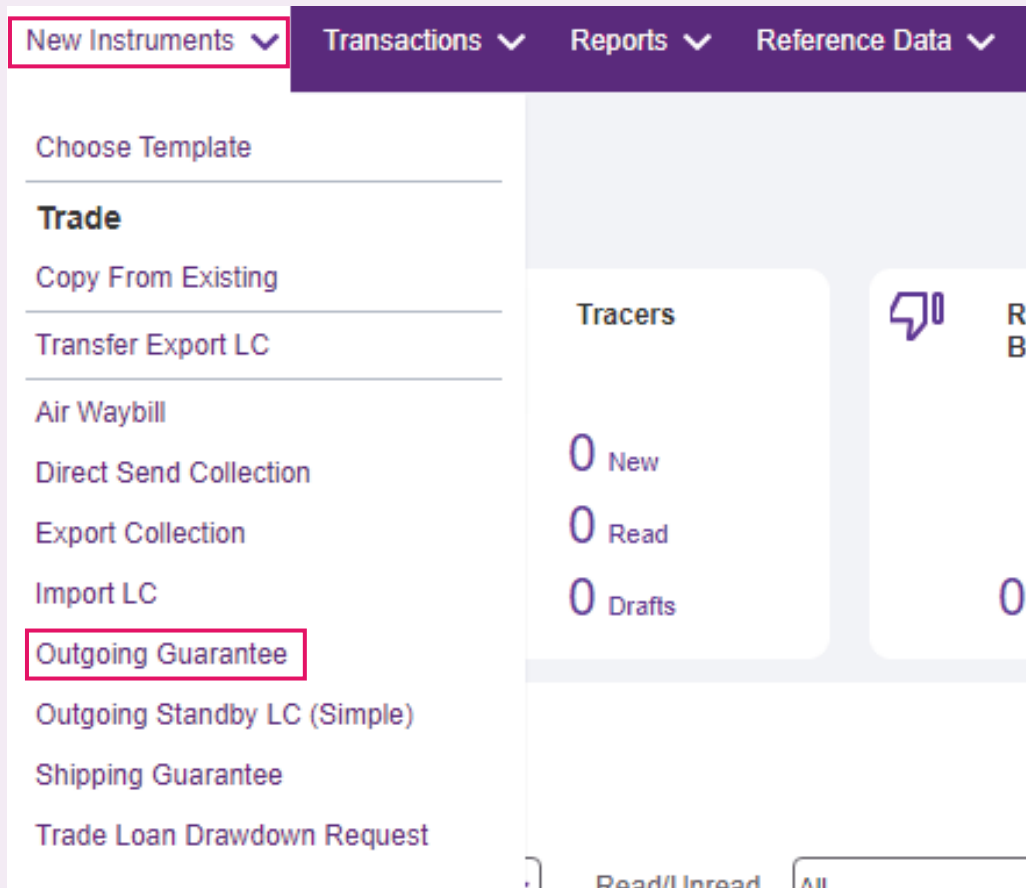 New Instruments Transactions Reports Reference Data
Choose Template
Trade
Copy From Existing
Transfer Export LC
Air Waybill
Direct Send Collection
Export Collection
Import LC
Outgoing Guarantee
Outgoing Standby LC (Simple)
Shipping Guarantee
Trade Loan Drawdown Request
Tracers
0 New
0 Read
0 Drafts
R
B
0
Read/Unread All